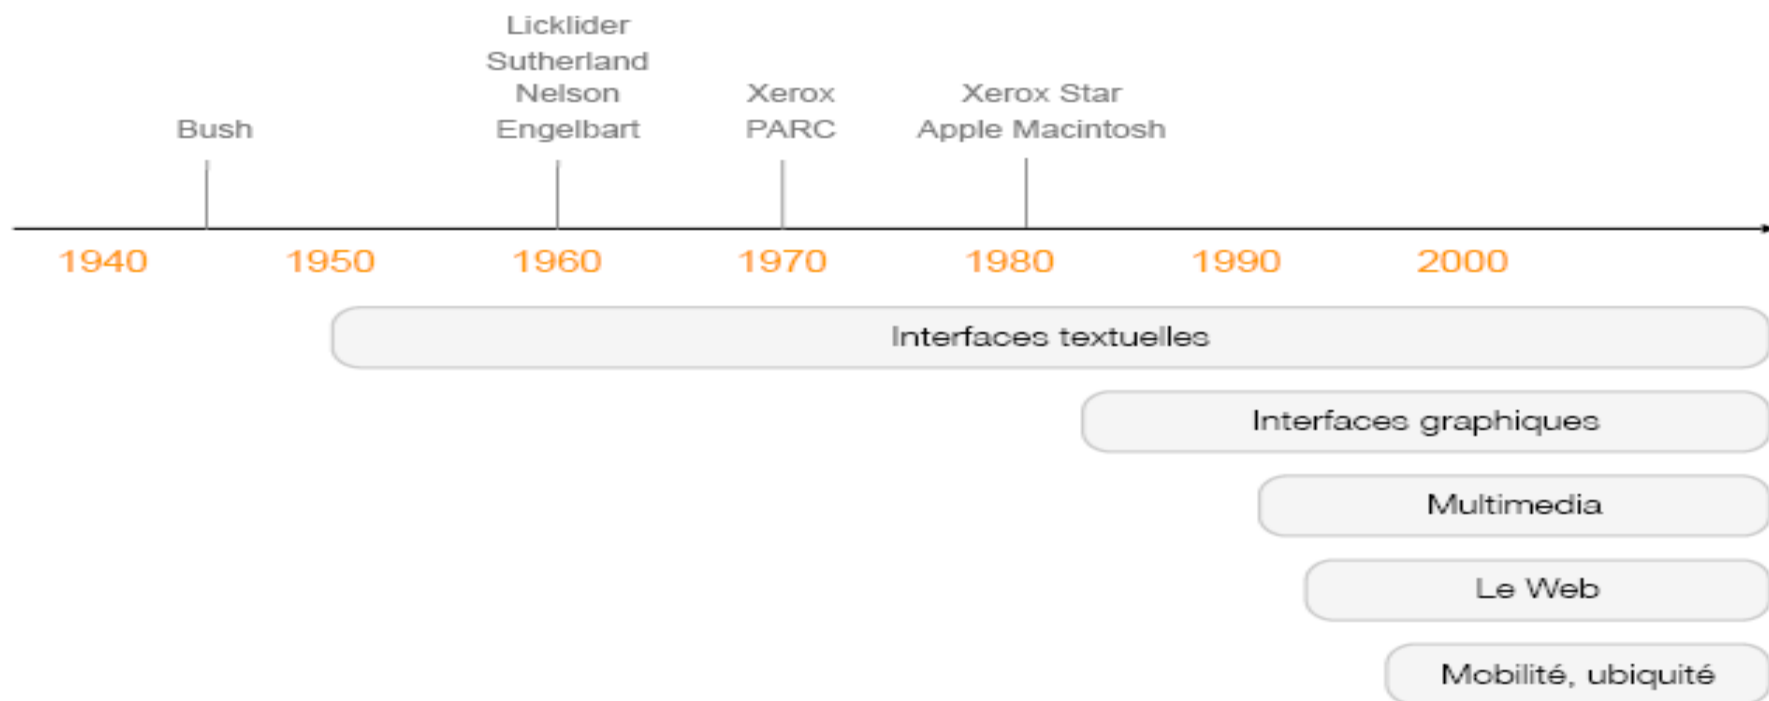 Licklider
Sutherland
Nelson
Engelbart
Bush
Xerox
PARC
Xerox Star
Apple Macintosh
1940 1950 1960 1970 1980 1990 2000
Interfaces textuelles
Interfaces graphiques
Multimedia
Le Web
Mobilité, ubiquité